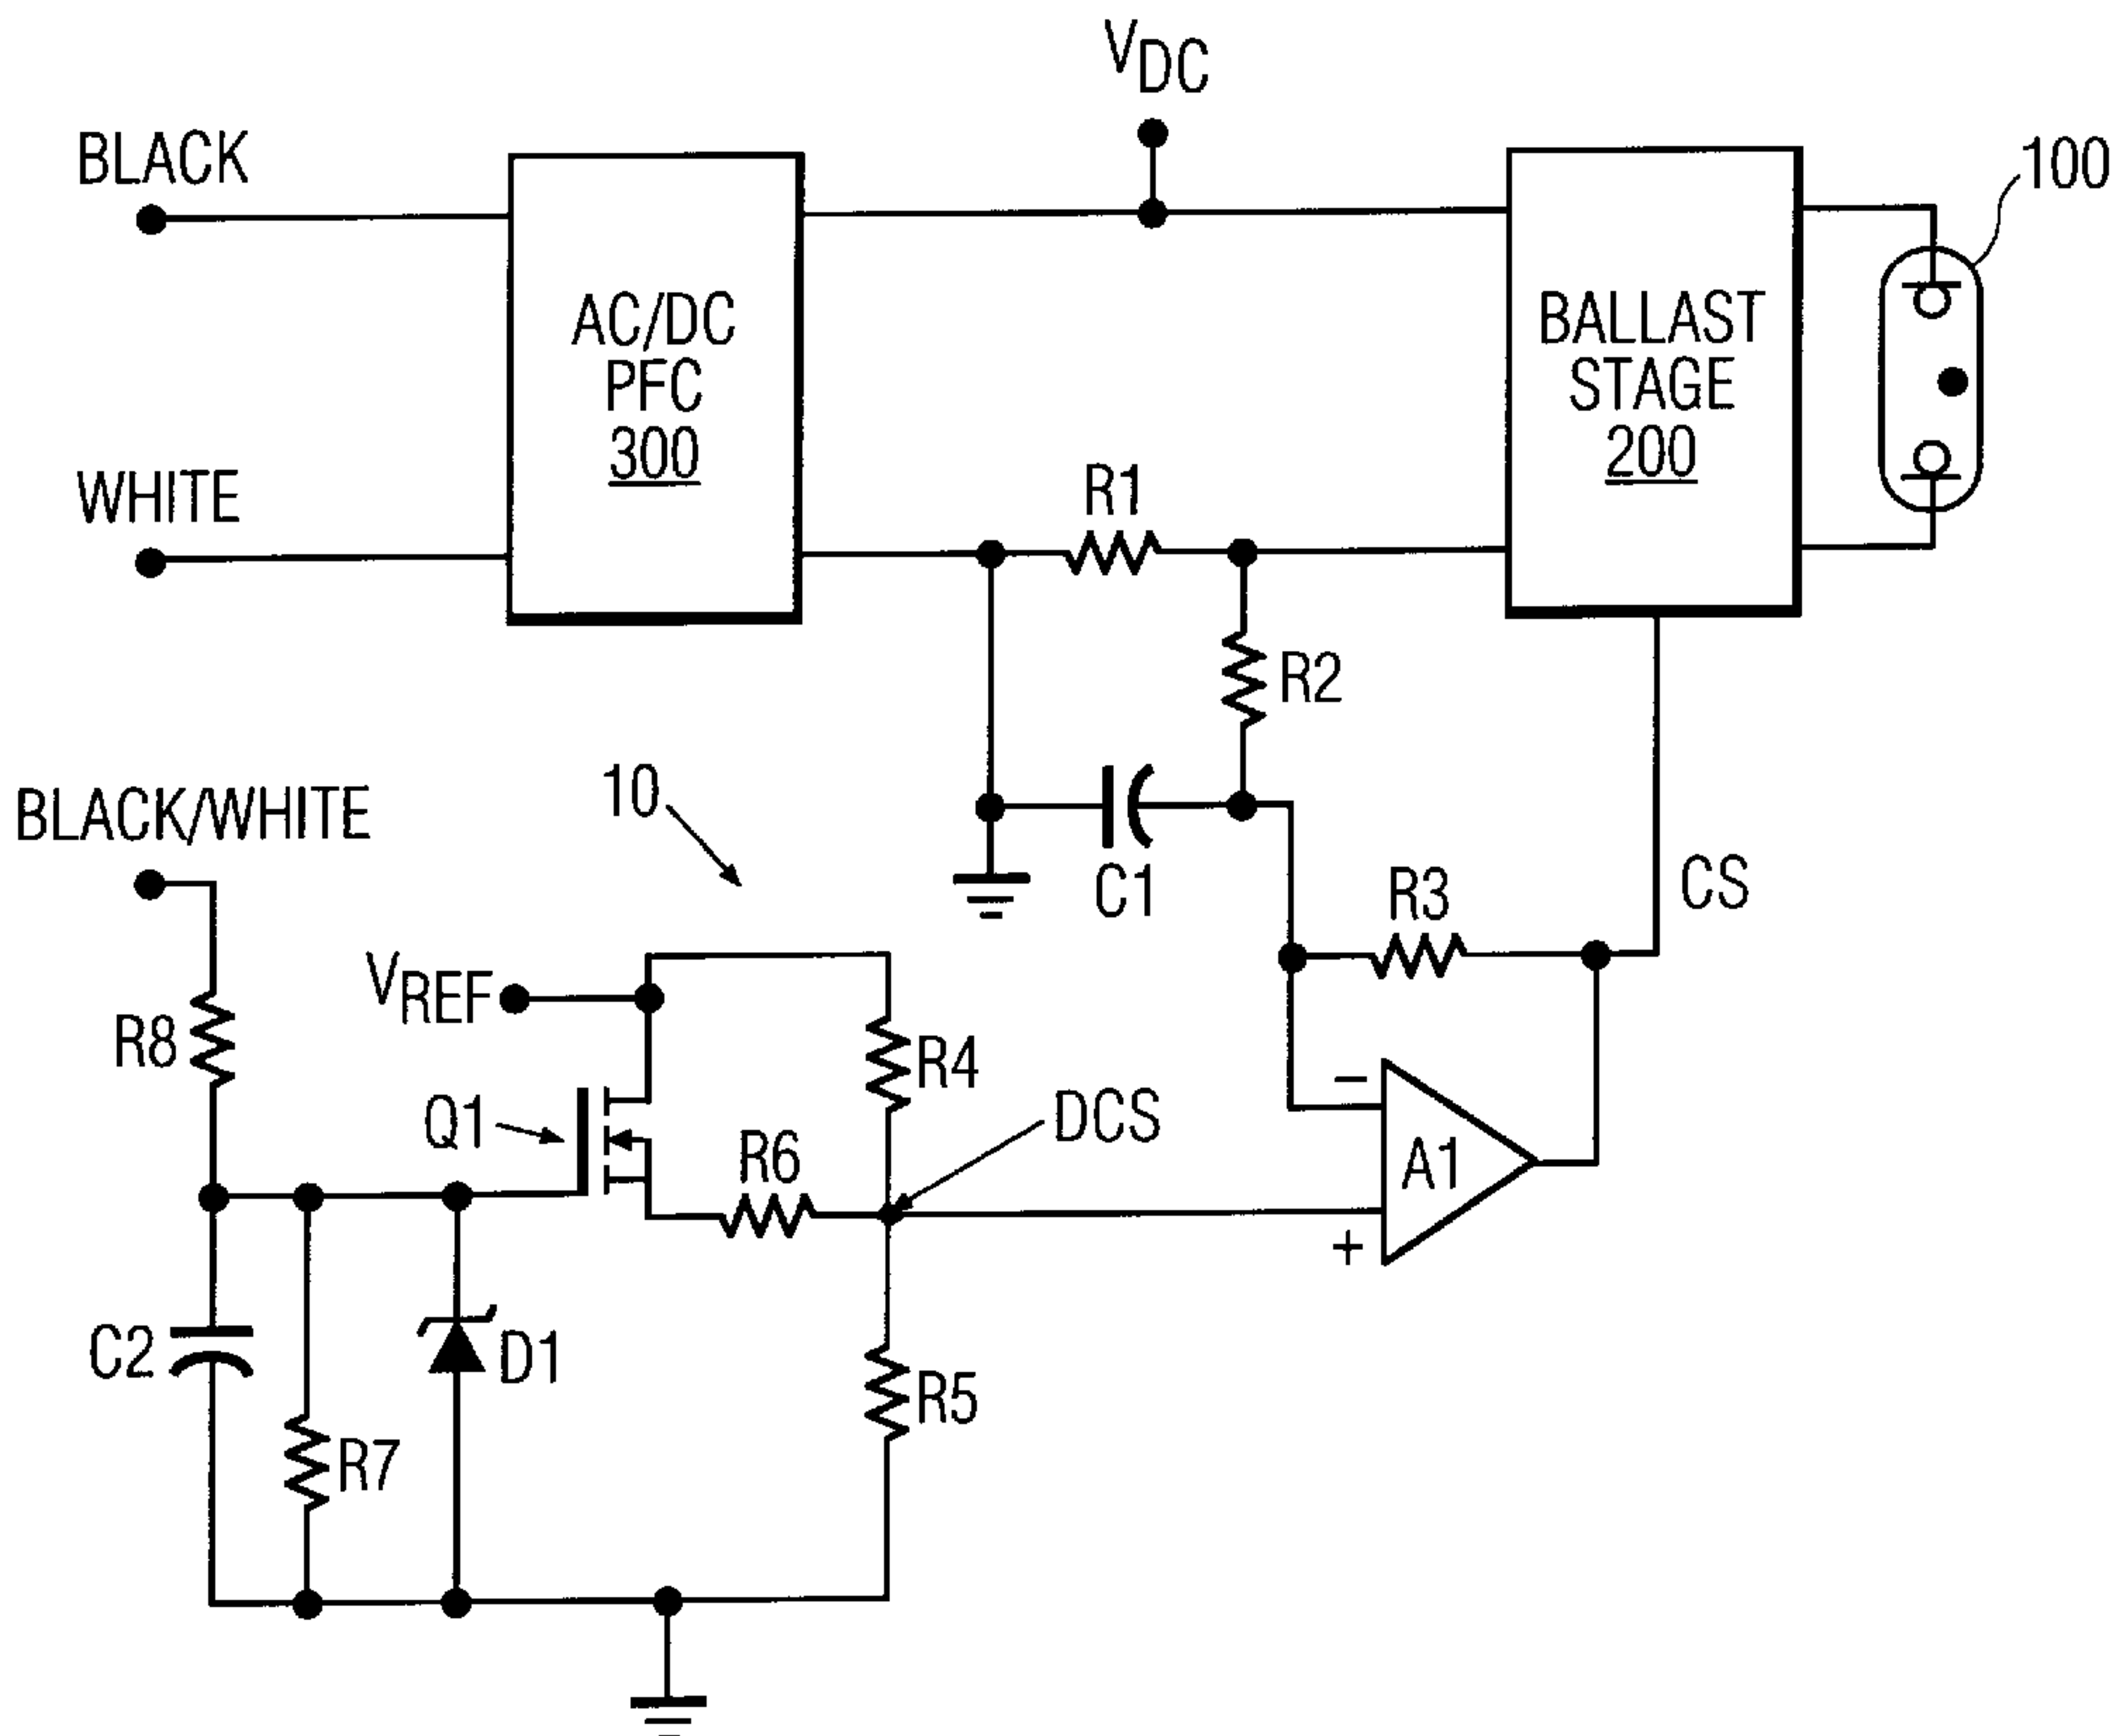 V_DC
BLACK
100
AC/DC
PFC
300
BALLAST
STAGE
200
WHITE
R1
R2
BLACK/WHITE
10
C1
CS
R3
V_REF
R8
R4
Q1
DCS
R6
−
A1
+
C2
D1
R5
R7